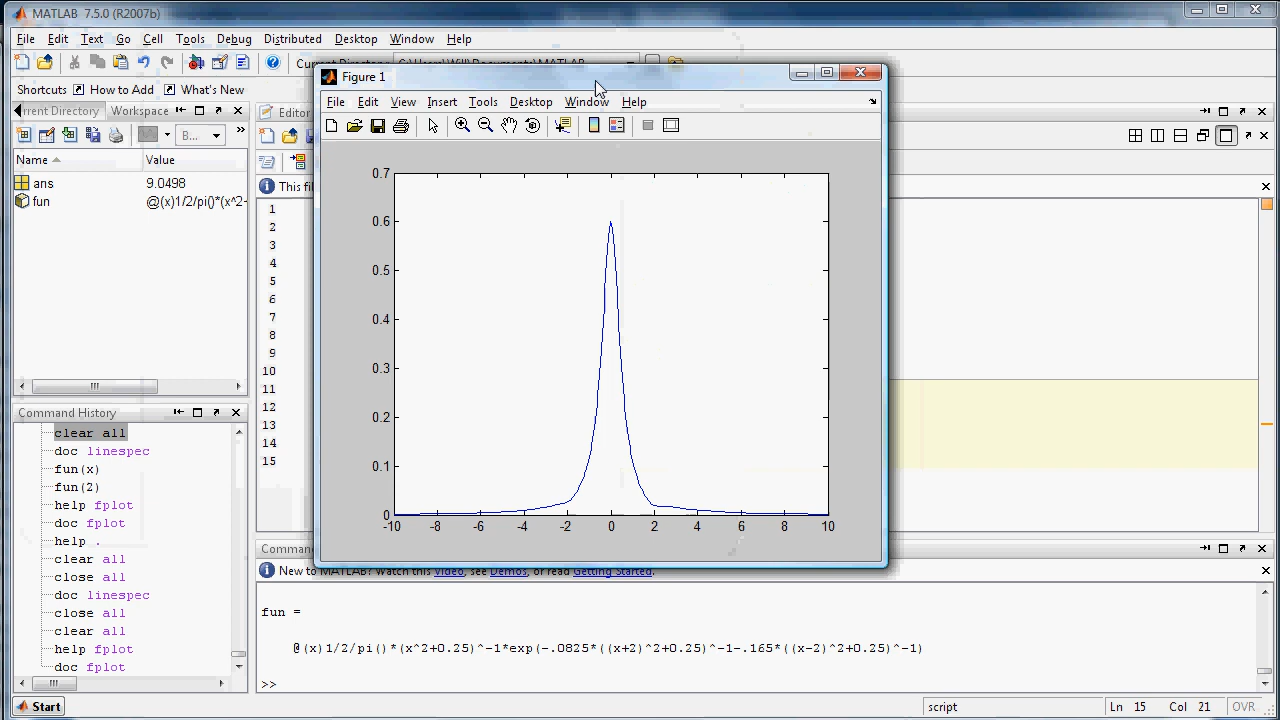 MATLAB 7.5.0 (R2007b)
File Edit Text Go Cell Tools Debug Distributed Desktop Window Help
Shortcuts How to Add What's New
Figure 1
File Edit View Insert Tools Desktop Window Help
rrent Directory Workspace
B...
Name Value
ans 9.0498
fun @(x)1/2/pi()*(x^2-
Editor
This fil
1
2
3
4
5
6
7
8
9
10
11
12
13
14
15
0.7
0.6
0.5
0.4
0.3
0.2
0.1
0
-10 -8 -6 -4 -2 0 2 4 6 8 10
Command History
clear all
doc linespec
fun(x)
fun(2)
help fplot
doc fplot
help .
clear all
close all
doc linespec
close all
clear all
help fplot
doc fplot
New to MATLAB? Watch this Video, see Demos, or read Getting Started.
fun =
@(x)1/2/pi()*(x^2+0.25)^-1*exp(-.0825*((x+2)^2+0.25)^-1-.165*((x-2)^2+0.25)^-1)
>>
Start
script Ln 15 Col 21 OVR